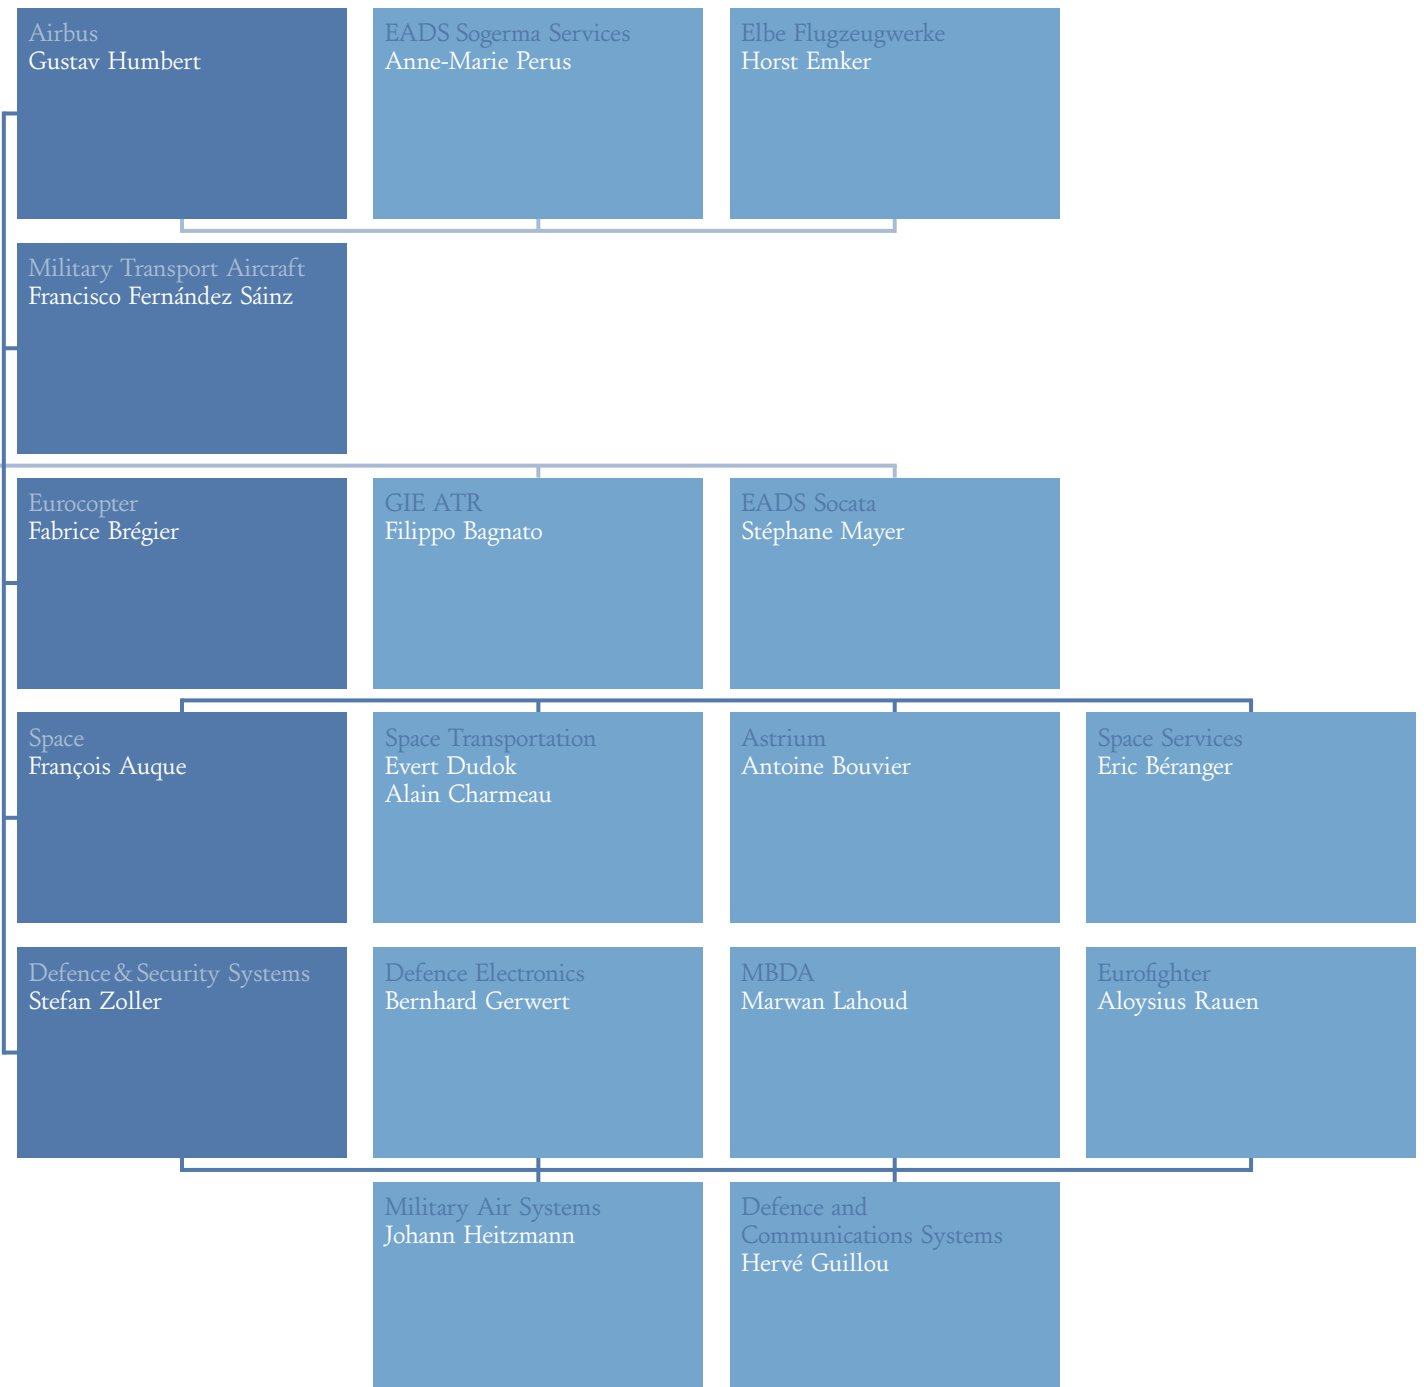 Airbus
Gustav Humbert
EADS Sogerma Services
Anne-Marie Perus
Elbe Flugzeugwerke
Horst Emker
Military Transport Aircraft
Francisco Fernández Sáinz
Eurocopter
Fabrice Brégier
GIE ATR
Filippo Bagnato
EADS Socata
Stéphane Mayer
Space
François Auque
Space Transportation
Evert Dudok
Alain Charmeau
Astrium
Antoine Bouvier
Space Services
Eric Béranger
Defence & Security Systems
Stefan Zoller
Defence Electronics
Bernhard Gerwert
MBDA
Marwan Lahoud
Eurofighter
Aloysius Rauen
Military Air Systems
Johann Heitzmann
Defence and
Communications Systems
Hervé Guillou